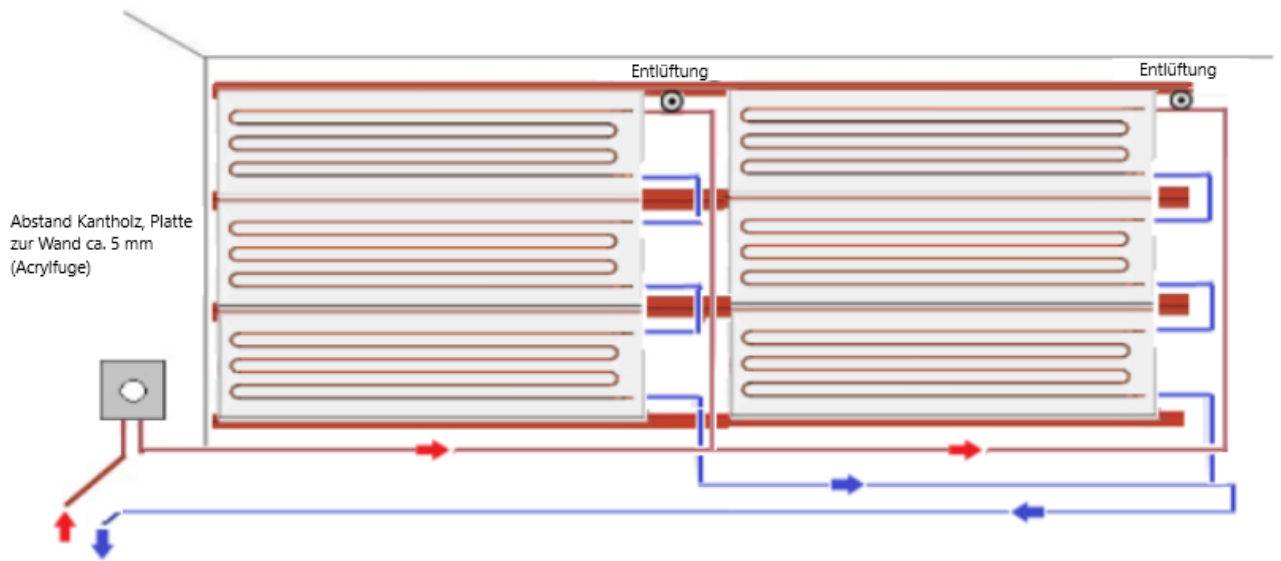 Entlüftung
Entlüftung
Abstand Kantholz, Platte
zur Wand ca. 5 mm
(Acrylfuge)